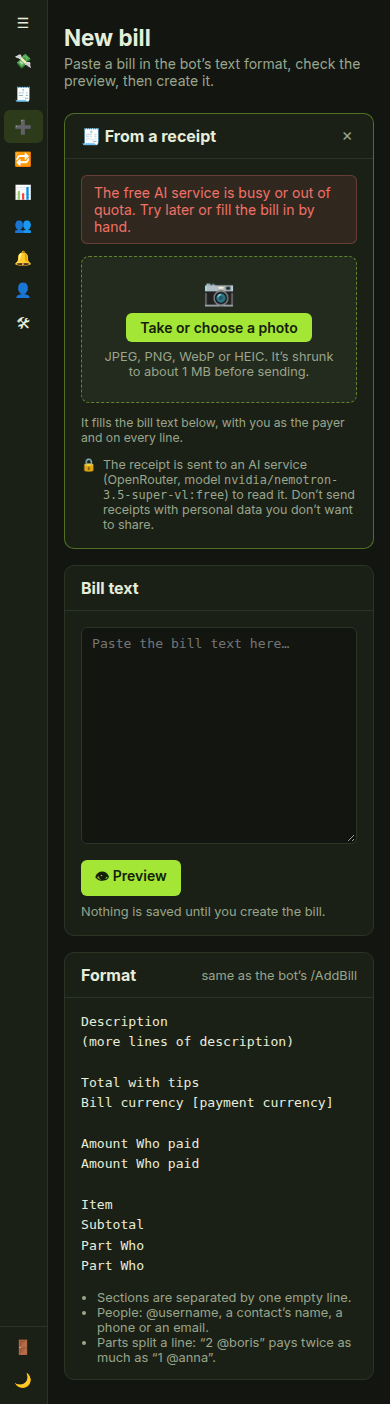 New bill
Paste a bill in the bot’s text format, check the
preview, then create it.
From a receipt
×
The free AI service is busy or out of
quota. Try later or fill the bill in by
hand.
Take or choose a photo
JPEG, PNG, WebP or HEIC. It’s shrunk
to about 1 MB before sending.
It fills the bill text below, with you as the payer
and on every line.
The receipt is sent to an AI service
(OpenRouter, model nvidia/nemotron-
3.5-super-vl:free) to read it. Don’t send
receipts with personal data you don’t want
to share.
Bill text
Paste the bill text here…
Preview
Nothing is saved until you create the bill.
Format
same as the bot’s /AddBill
Description
(more lines of description)
Total with tips
Bill currency [payment currency]
Amount Who paid
Amount Who paid
Item
Subtotal
Part Who
Part Who
• Sections are separated by one empty line.
• People: @username, a contact’s name, a
phone or an email.
• Parts split a line: “2 @boris” pays twice as
much as “1 @anna”.